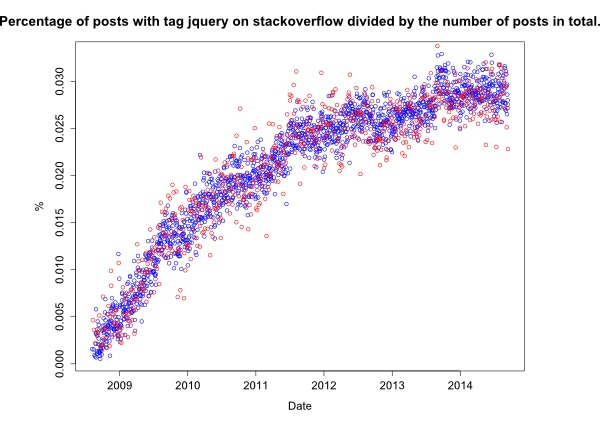 Percentage of posts with tag jquery on stackoverflow divided by the number of posts in total.
%
0.030
0.025
0.020
0.015
0.010
0.005
0.000
2009 2010 2011 2012 2013 2014
Date